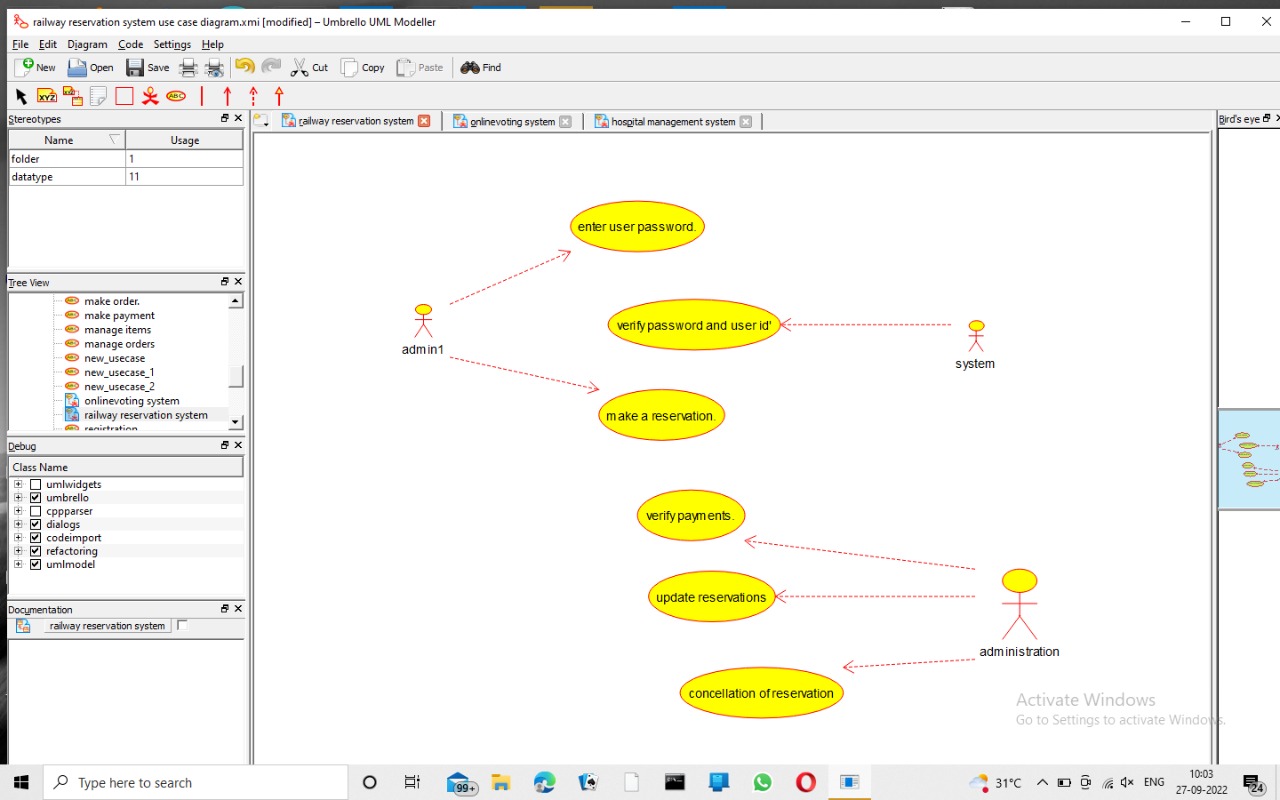 railway reservation system use case diagram.xmi [modified] – Umbrello UML Modeller
File Edit Diagram Code Settings Help
New Open Save Cut Copy Paste Find
XYZ ABC
Stereotypes
Name Usage
folder 1
datatype 11
Tree View
make order.
make payment
manage items
manage orders
new_usecase
new_usecase_1
new_usecase_2
onlinevoting system
railway reservation system
registration
Debug
Class Name
umlwidgets
umbrello
cppparser
dialogs
codeimport
refactoring
umlmodel
Documentation
railway reservation system
railway reservation system onlinevoting system hospital management system
enter user password.
verify password and user id'
admin1
system
make a reservation.
verify payments.
update reservations
administration
concellation of reservation
Bird's eye
Activate Windows
Go to Settings to activate Windows.
Type here to search
99+
31°C
ENG
10:03
27-09-2022
24